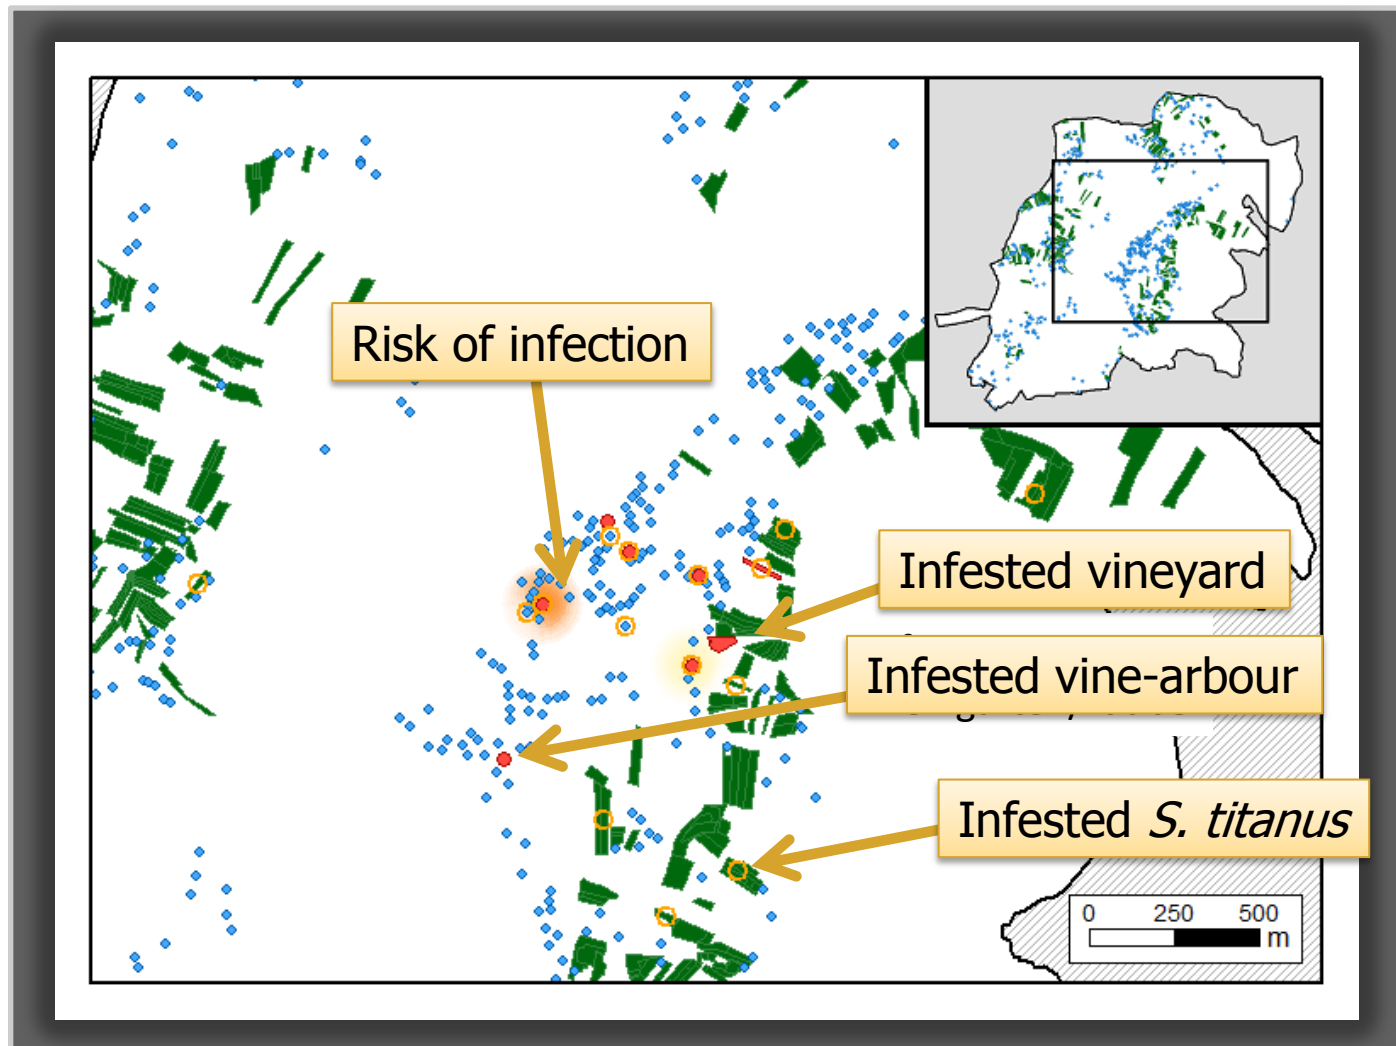 Risk of infection
Infested vineyard
Infested vine-arbour
Infested S. titanus
0 250 500
m